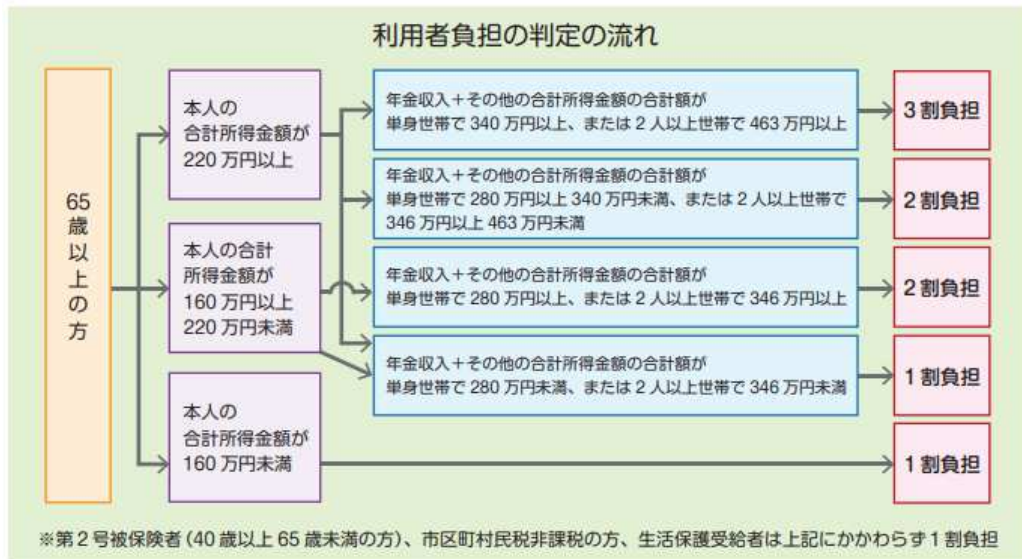 利用者負担の判定の流れ
65歳以上の方
本人の
合計所得金額が
220万円以上
年金収入+その他の合計所得金額の合計額が
単身世帯で340万円以上、または2人以上世帯で463万円以上
3割負担
年金収入+その他の合計所得金額の合計額が
単身世帯で280万円以上340万円未満、または2人以上世帯で
346万円以上463万円未満
2割負担
本人の合計
所得金額が
160万円以上
220万円未満
年金収入+その他の合計所得金額の合計額が
単身世帯で280万円以上、または2人以上世帯で346万円以上
2割負担
年金収入+その他の合計所得金額の合計額が
単身世帯で280万円未満、または2人以上世帯で346万円未満
1割負担
本人の
合計所得金額が
160万円未満
1割負担
※第2号被保険者(40歳以上65歳未満の方)、市区町村民税非課税の方、生活保護受給者は上記にかかわらず1割負担